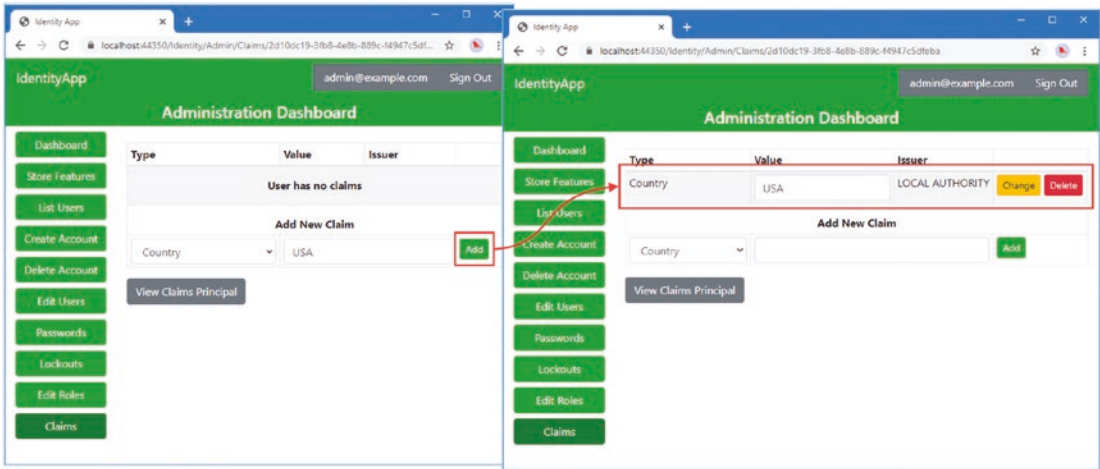 Identity App
localhost:44350/Identity/Admin/Claims/2d10dc19-3fb8-4e8b-889c-f4947c5df...
IdentityApp
admin@example.com Sign Out
Administration Dashboard
Dashboard
Store Features
List Users
Create Account
Delete Account
Edit Users
Passwords
Lockouts
Edit Roles
Claims
Type Value Issuer
User has no claims
Add New Claim
Country USA Add
View Claims Principal
Identity App
localhost:44350/Identity/Admin/Claims/2d10dc19-3fb8-4e8b-889c-f4947c5dfeba
IdentityApp
admin@example.com Sign Out
Administration Dashboard
Dashboard
Store Features
List Users
Create Account
Delete Account
Edit Users
Passwords
Lockouts
Edit Roles
Claims
Type Value Issuer
Country USA LOCAL AUTHORITY Change Delete
Add New Claim
Country Add
View Claims Principal